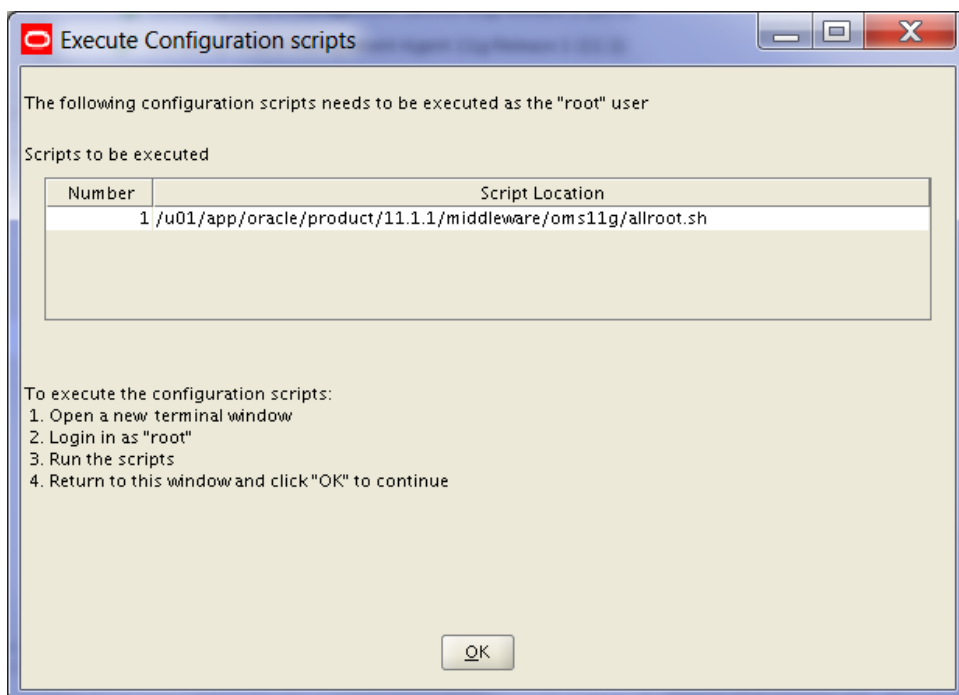 Execute Configuration scripts
The following configuration scripts needs to be executed as the "root" user
Scripts to be executed
Number Script Location
1 /u01/app/oracle/product/11.1.1/middleware/oms11g/allroot.sh
To execute the configuration scripts:
1. Open a new terminal window
2. Login in as "root"
3. Run the scripts
4. Return to this window and click "OK" to continue
OK